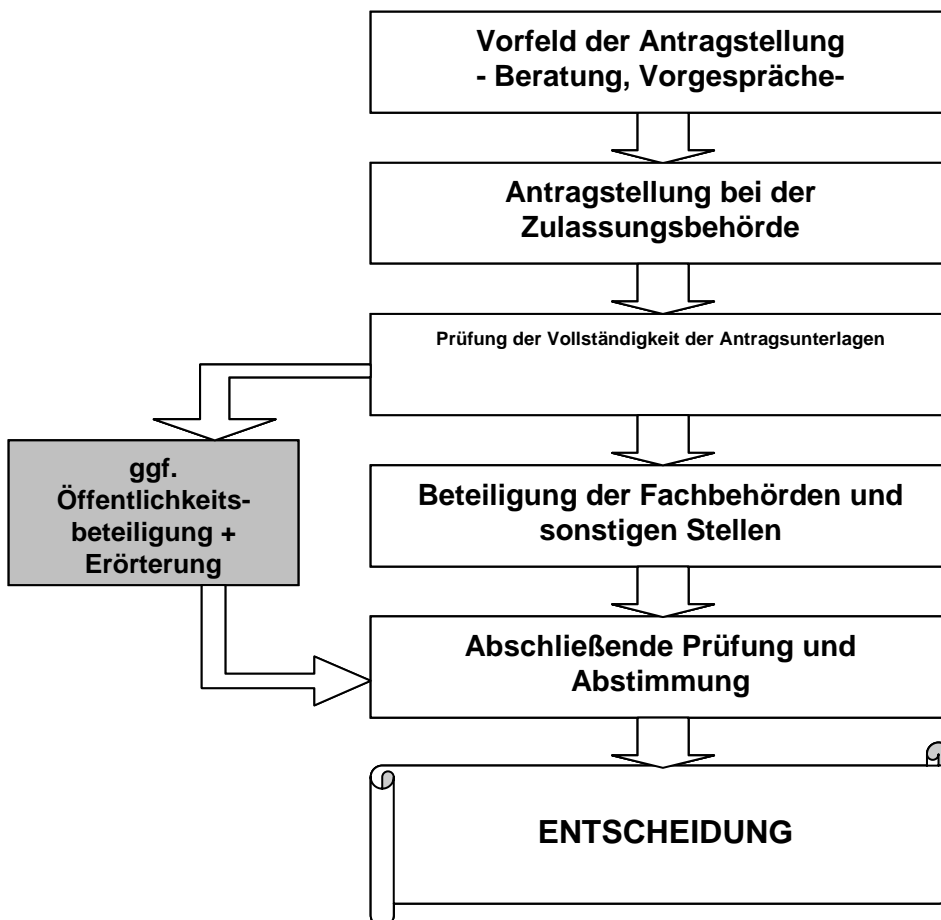 Vorfeld der Antragstellung
- Beratung, Vorgespräche-
Antragstellung bei der
Zulassungsbehörde
Prüfung der Vollständigkeit der Antragsunterlagen
ggf.
Öffentlichkeits-
beteiligung +
Erörterung
Beteiligung der Fachbehörden und
sonstigen Stellen
Abschließende Prüfung und
Abstimmung
ENTSCHEIDUNG